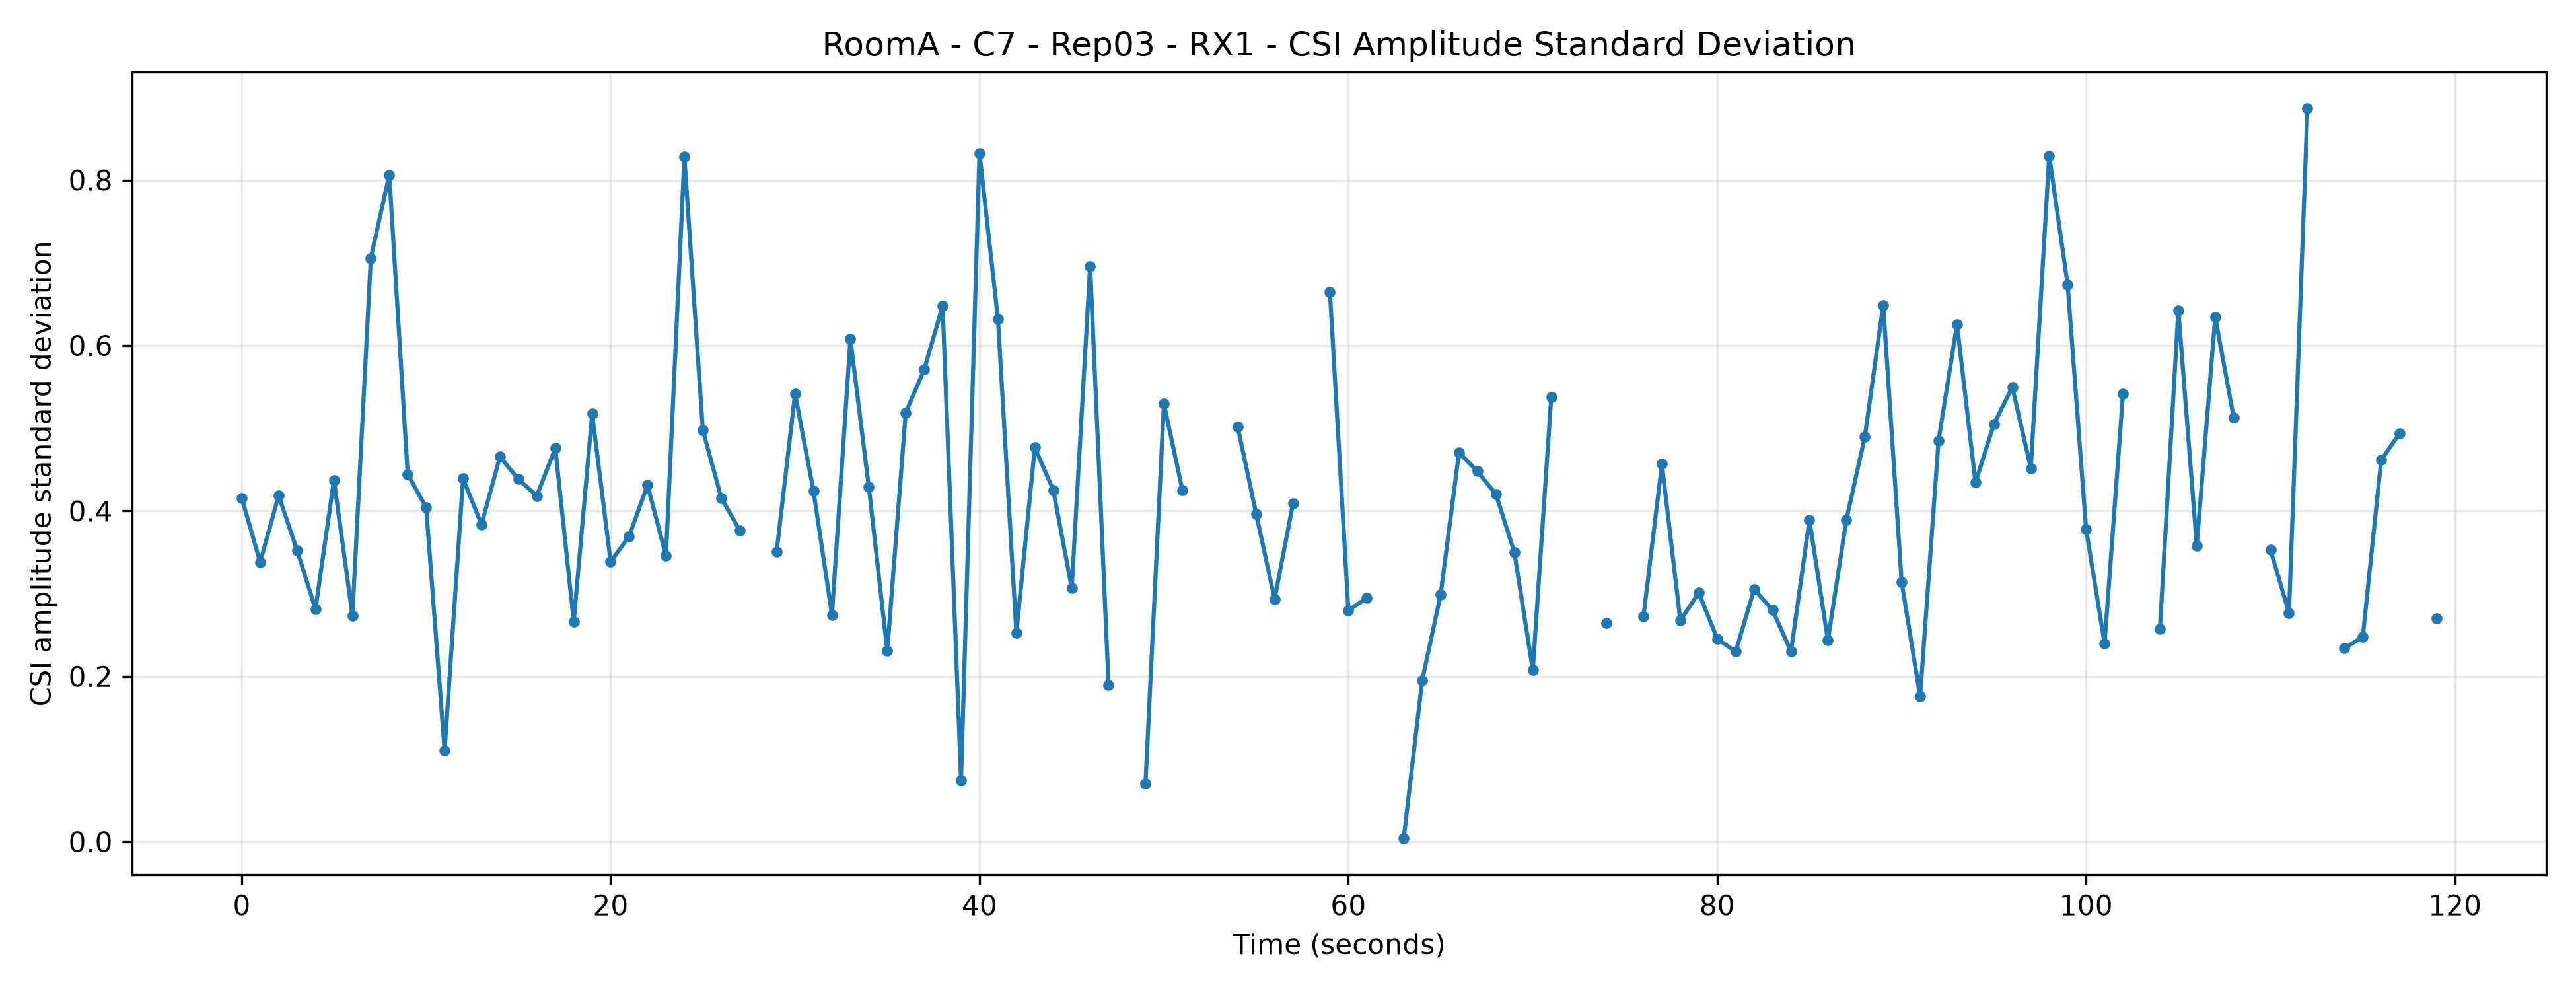 RoomA - C7 - Rep03 - RX1 - CSI Amplitude Standard Deviation
CSI amplitude standard deviation
0.8
0.6
0.4
0.2
0.0
0 20 40 60 80 100 120
Time (seconds)